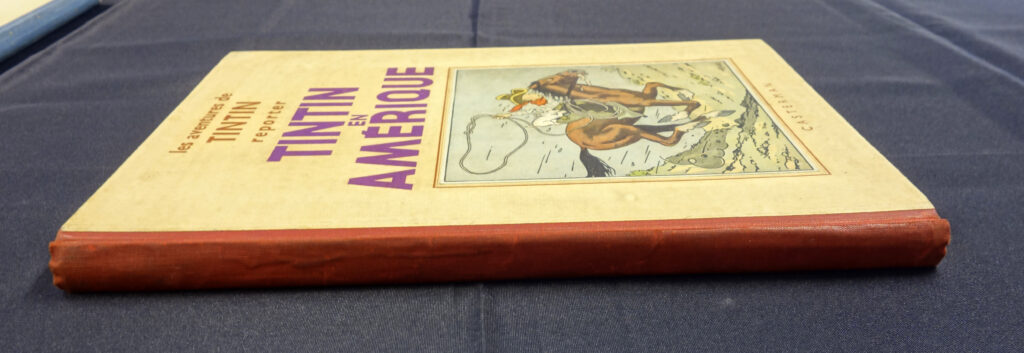 les aventures de
TINTIN
reporter
TINTIN
EN
AMÉRIQUE
CASTERMAN